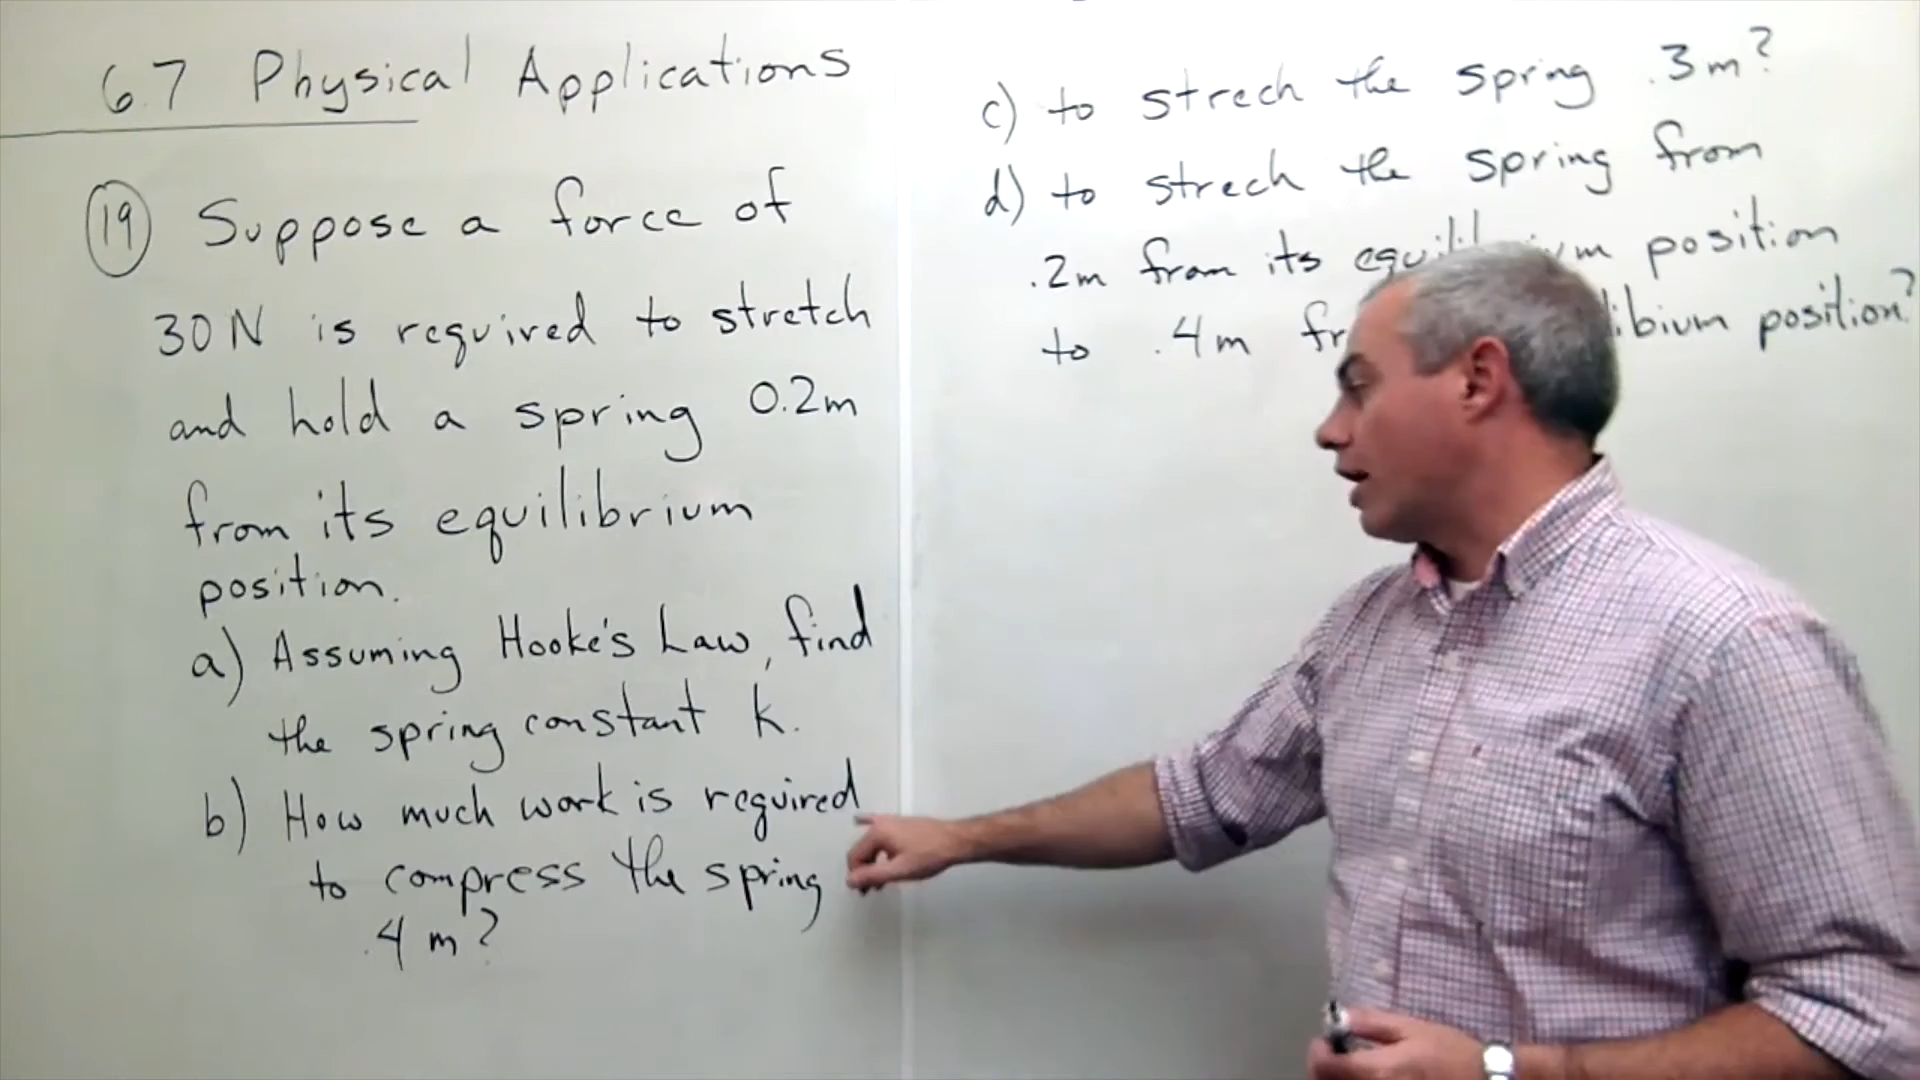 6.7 Physical Applications
19 Suppose a force of
30N is required to stretch
and hold a spring 0.2m
from its equilibrium
position.
a) Assuming Hooke's Law, find
the spring constant k.
b) How much work is required
to compress the spring
.4 m?
c) to strech the spring .3m?
d) to strech the spring from
.2m from its position
to .4m position?